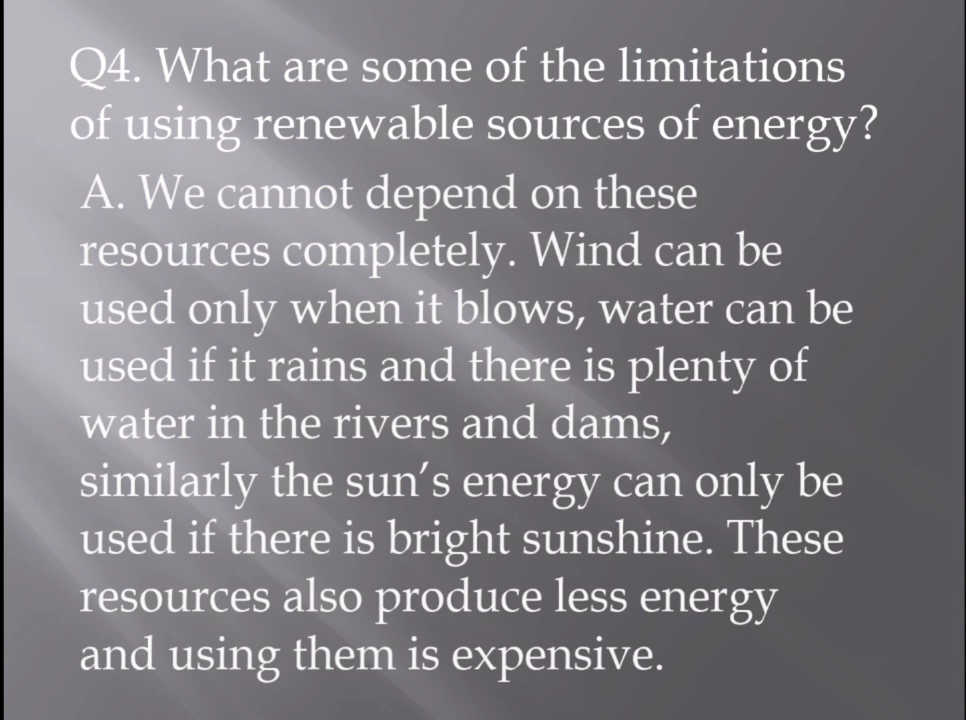 Q4. What are some of the limitations
of using renewable sources of energy?
A. We cannot depend on these
resources completely. Wind can be
used only when it blows, water can be
used if it rains and there is plenty of
water in the rivers and dams,
similarly the sun’s energy can only be
used if there is bright sunshine. These
resources also produce less energy
and using them is expensive.